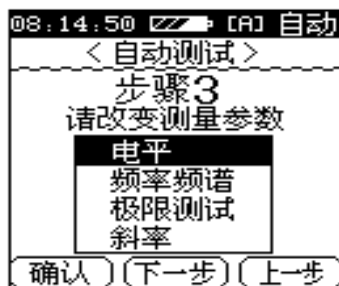 08:14:50 [A] 自动
<自动测试>
步骤3
请改变测量参数
电平
频率频谱
极限测试
斜率
确认 下一步 上一步